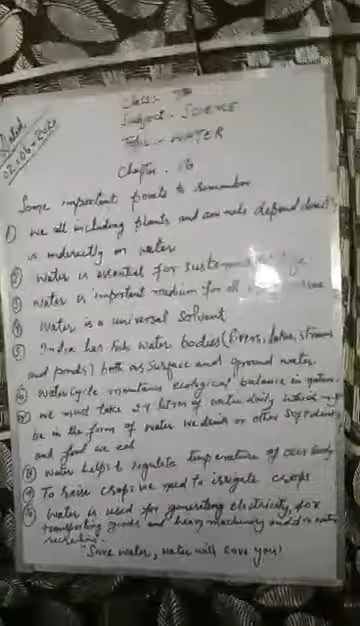 Dated
02-06-2020
Class:
Subject - SCIENCE
Topic - WATER
Chapter - 16
Some important points to remember
1) We all including plants and animals depend directly
or indirectly on water
2) Water is essential for life
3) Water is important medium for all
4) Water is a universal solvent
5) India has rich water bodies (rivers, lakes, streams
and ponds) both as surface and ground water.
6) Water cycle maintains ecological balance in nature.
7) We must take litres of water daily which
be in the form of water we drink or other
and food we eat
8) Water helps to regulate temperature of our body
9) To raise crops we need to irrigate crops
10) Water is used for generating electricity, for
transporting goods and heavy machinery and
"Save water, water will save you!